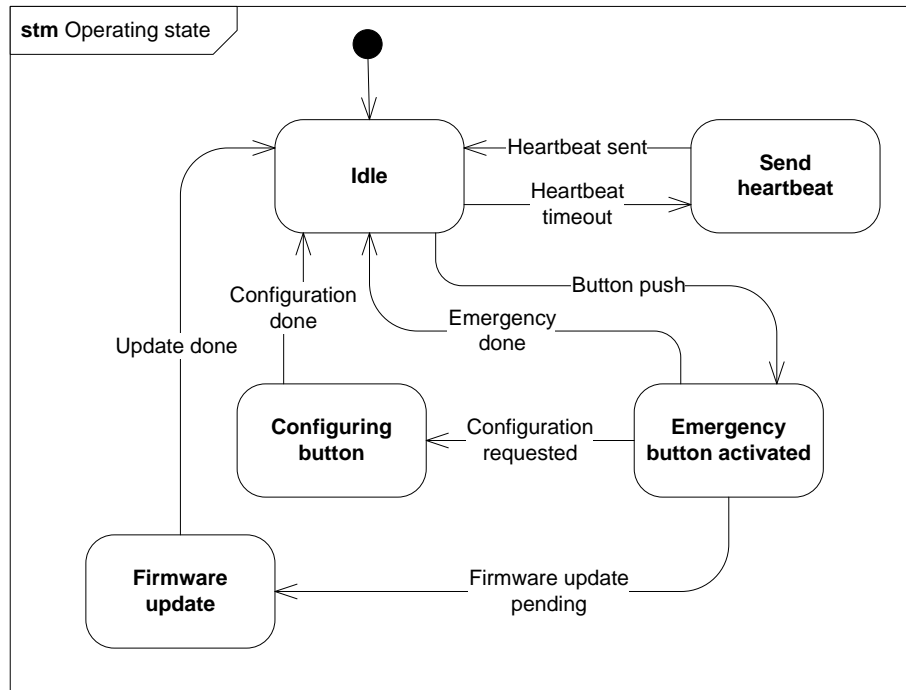 stm Operating state
Idle
Heartbeat sent
Send
heartbeat
Heartbeat
timeout
Button push
Configuration
done
Emergency
done
Update done
Configuring
button
Configuration
requested
Emergency
button activated
Firmware
update
Firmware update
pending